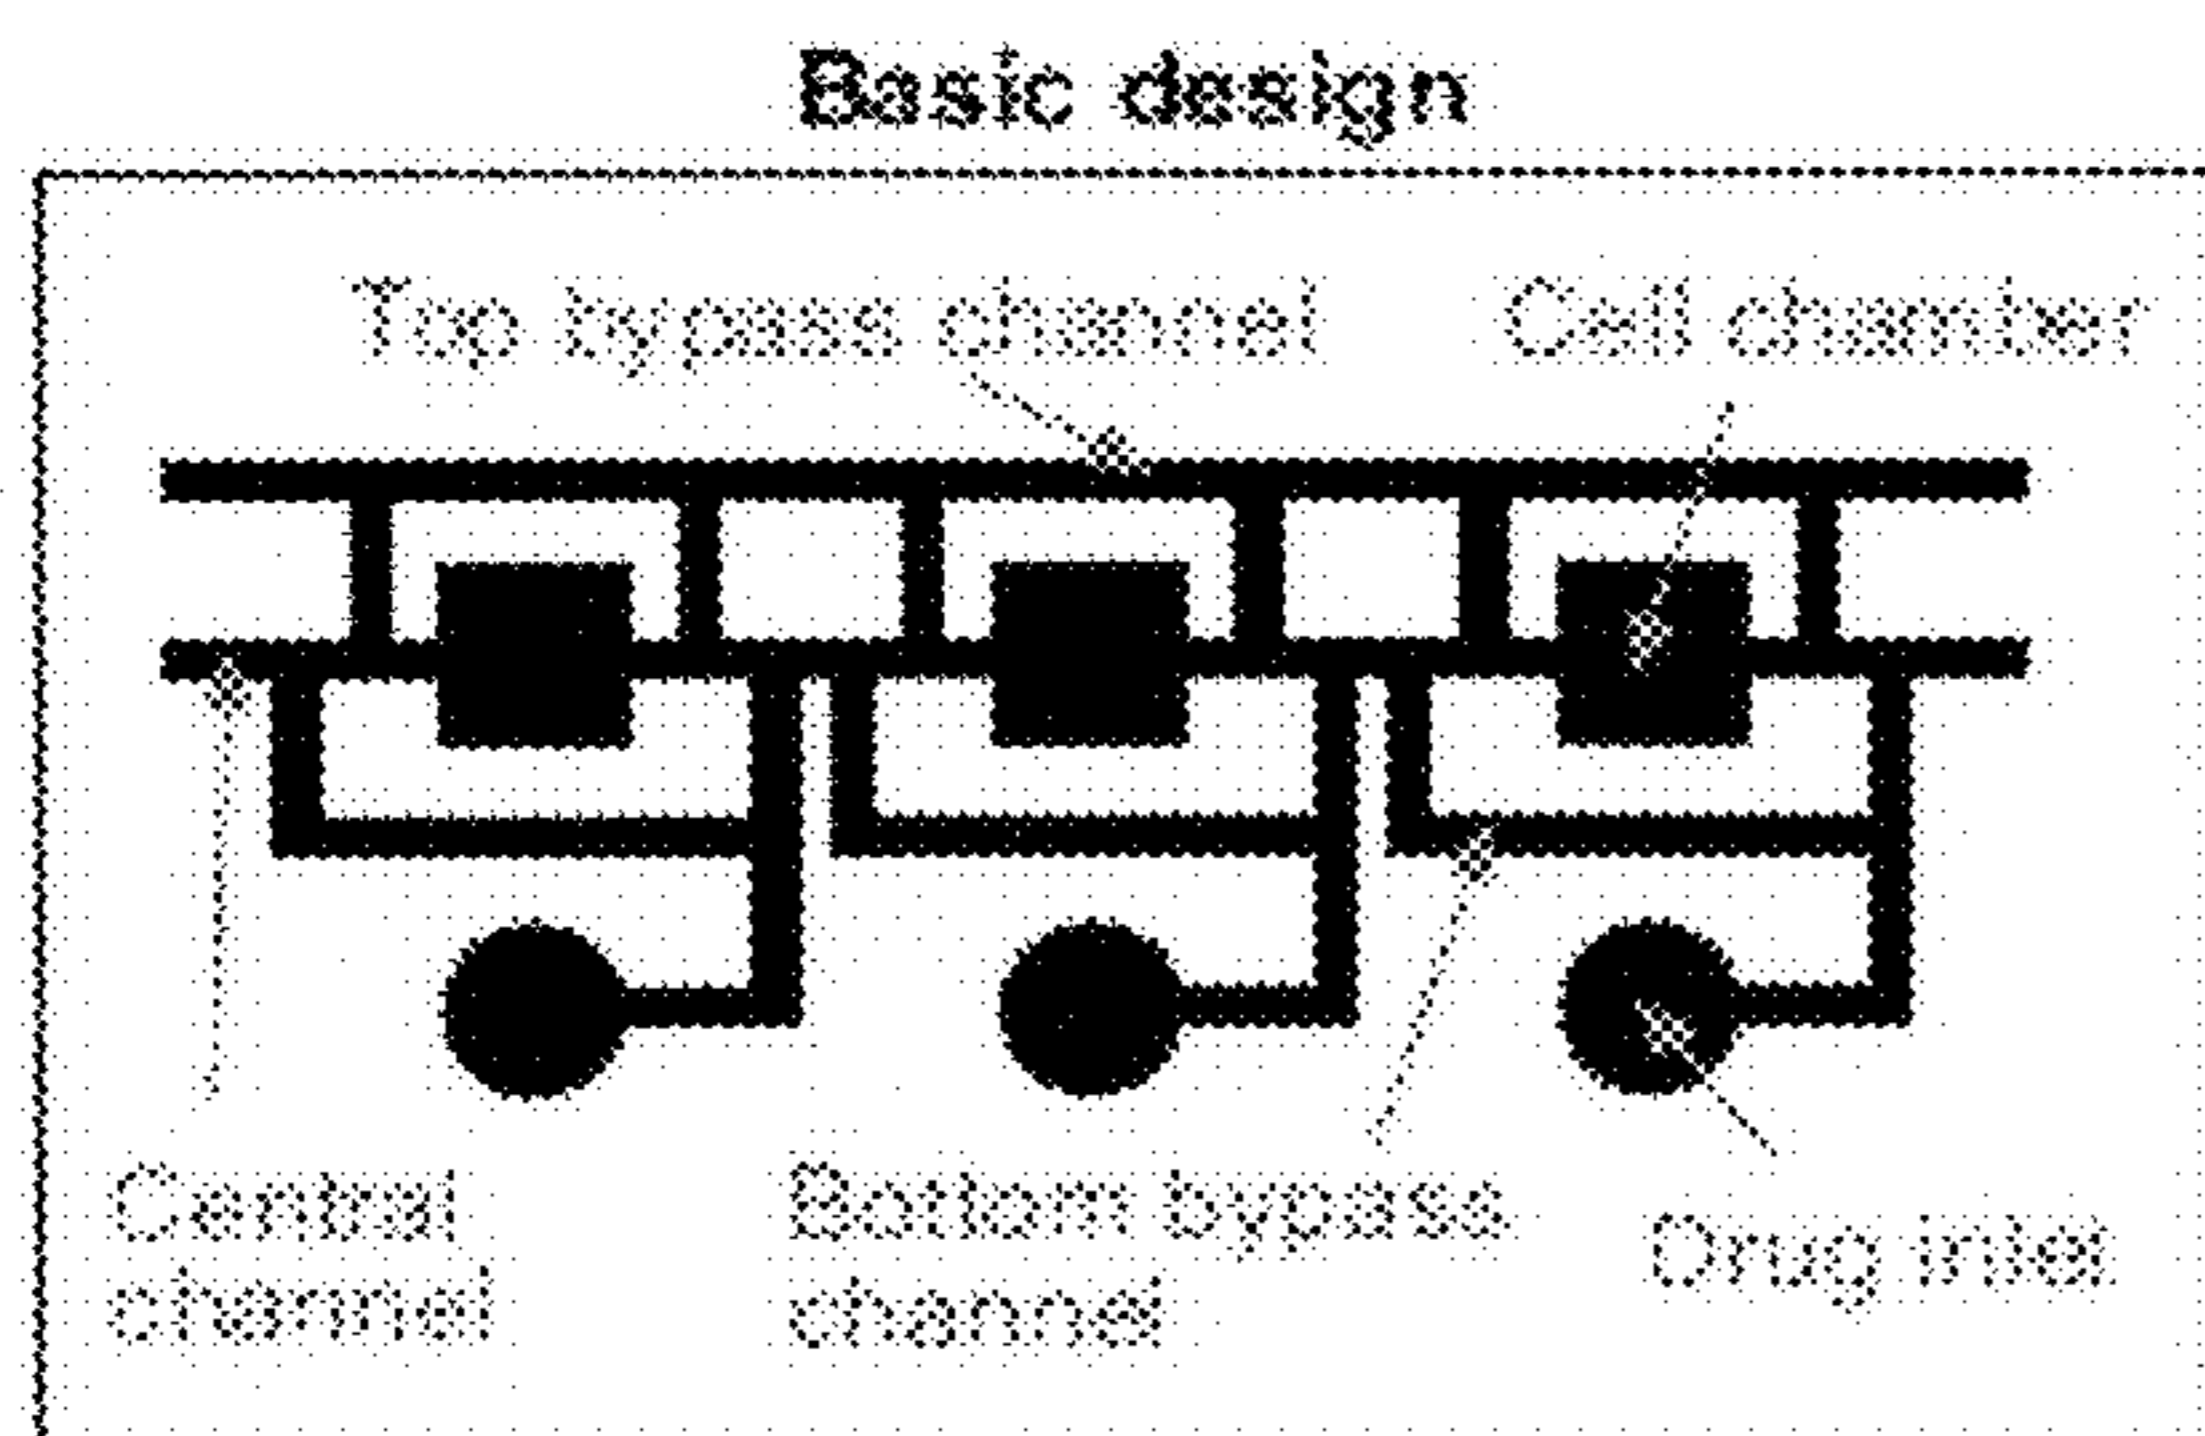 Basic design
Top bypass channel
Cell chamber
Central
channel
Bottom bypass
channel
Drug inlet